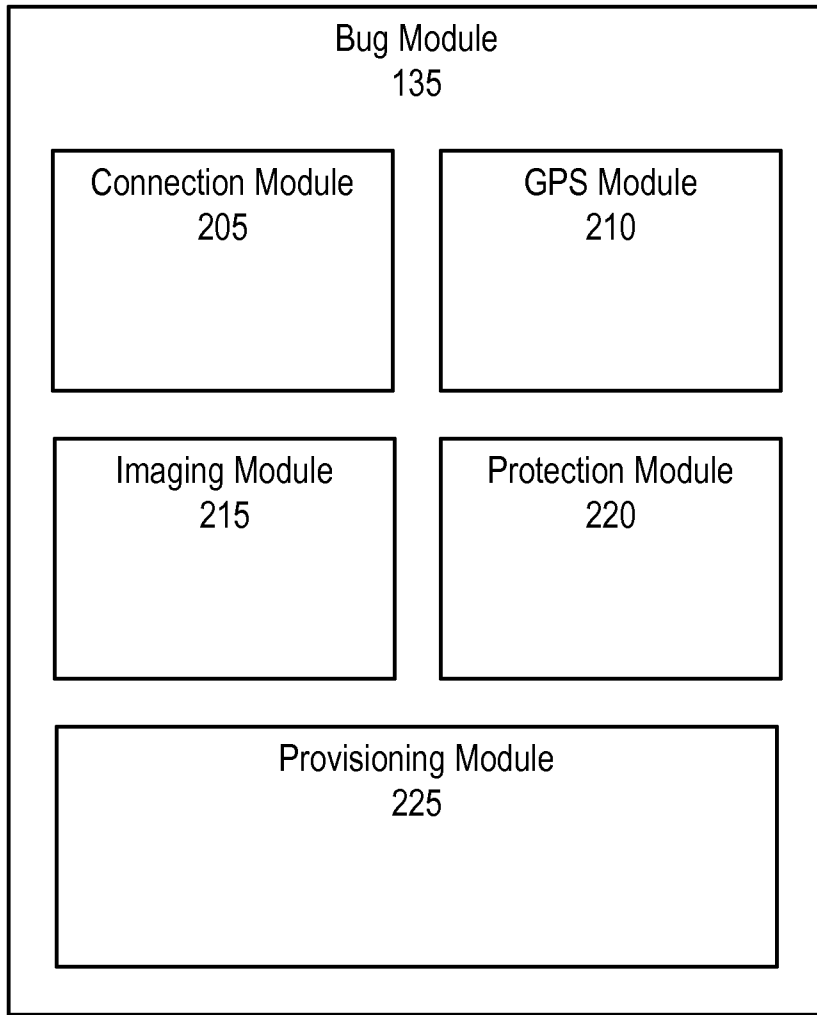 Bug Module
135
Connection Module
205
GPS Module
210
Imaging Module
215
Protection Module
220
Provisioning Module
225